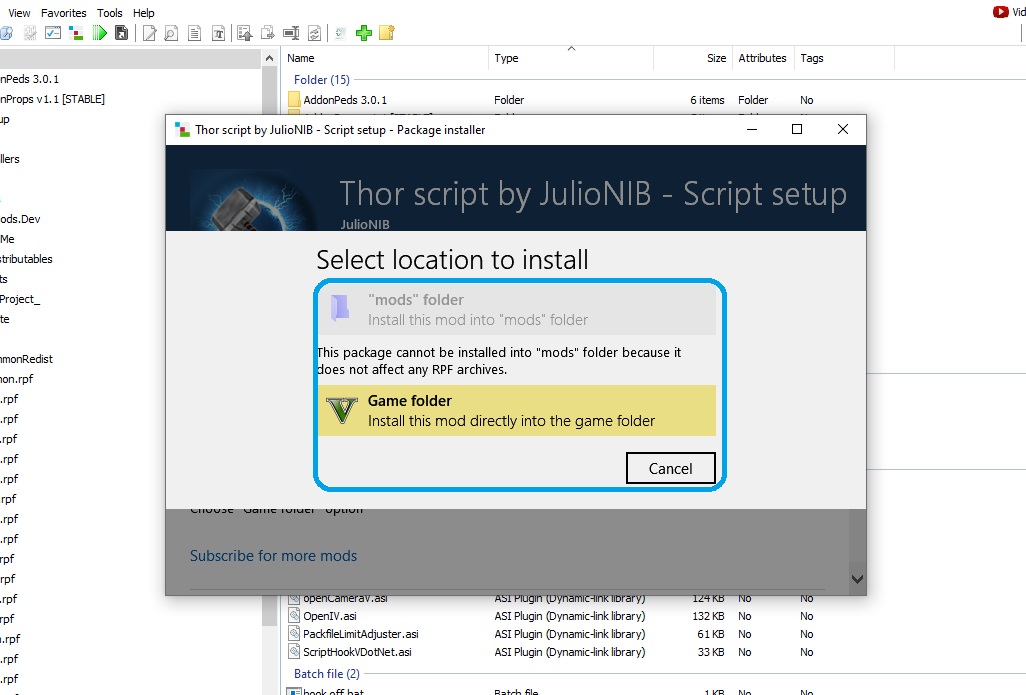 View Favorites Tools Help
Vid
Name Type Size Attributes Tags
Folder (15)
nPeds 3.0.1
AddonPeds 3.0.1 Folder 6 items Folder No
nProps v1.1 [STABLE]
up
Thor script by JulioNIB - Script setup - Package installer
Thor script by JulioNIB - Script setup
JulioNIB
llers
ods.Dev
Me
stributables
ts
Project_
te
Select location to install
"mods" folder
Install this mod into "mods" folder
This package cannot be installed into "mods" folder because it
does not affect any RPF archives.
Game folder
Install this mod directly into the game folder
Cancel
mmonRedist
on.rpf
.rpf
.rpf
.rpf
.rpf
.rpf
.rpf
.rpf
.rpf
.rpf
.rpf
.rpf
.rpf
.rpf
n.rpf
.rpf
.rpf
Choose "Game folder" option
Subscribe for more mods
openCameraV.asi ASI Plugin (Dynamic-link library) 124 KB No No
OpenIV.asi ASI Plugin (Dynamic-link library) 132 KB No No
PackfileLimitAdjuster.asi ASI Plugin (Dynamic-link library) 61 KB No No
ScriptHookVDotNet.asi ASI Plugin (Dynamic-link library) 33 KB No No
Batch file (2)
hook off.bat Batch file 1 KB No No